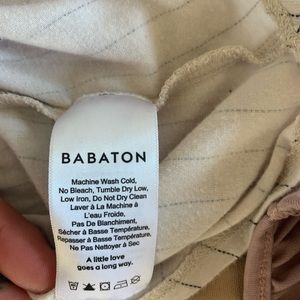 BABATON
Machine Wash Cold,
No Bleach, Tumble Dry Low,
Low Iron, Do Not Dry Clean
Laver à La Machine à
L'eau Froide,
Pas De Blanchiment,
Sécher à Basse Température,
Repasser à Basse Température,
Ne Pas Nettoyer à Sec
A little love
goes a long way.